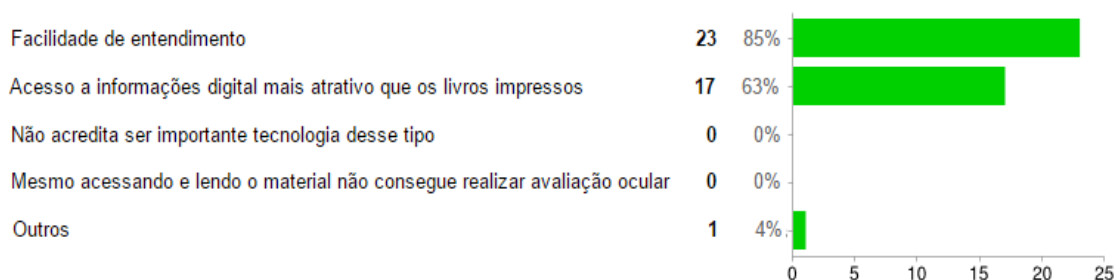 Facilidade de entendimento 23 85%
Acesso a informações digital mais atrativo que os livros impressos 17 63%
Não acredita ser importante tecnologia desse tipo 0 0%
Mesmo acessando e lendo o material não consegue realizar avaliação ocular 0 0%
Outros 1 4%
0 5 10 15 20 25